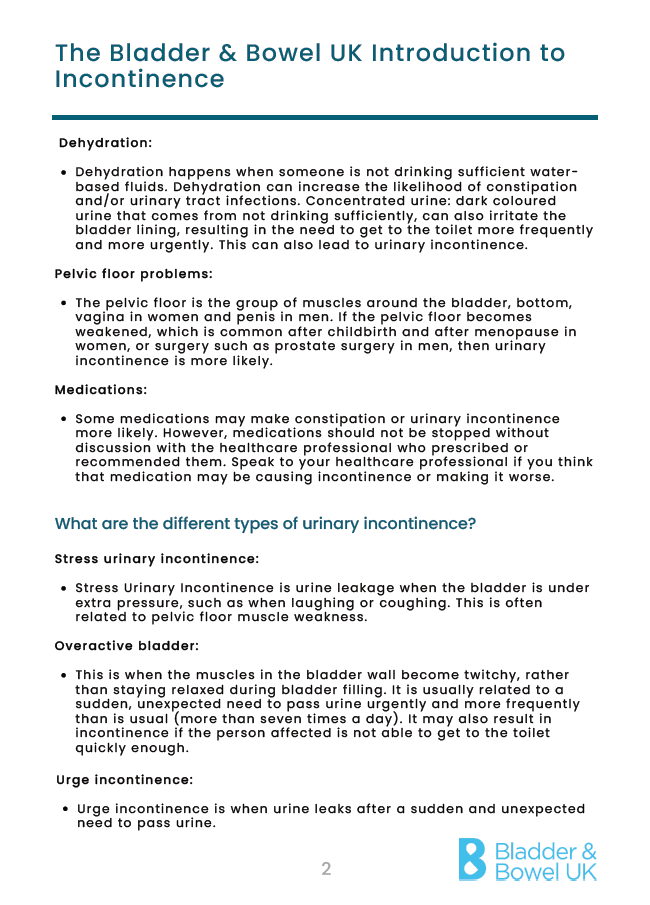 The Bladder & Bowel UK Introduction to
Incontinence
Dehydration:
• Dehydration happens when someone is not drinking sufficient water-
based fluids. Dehydration can increase the likelihood of constipation
and/or urinary tract infections. Concentrated urine: dark coloured
urine that comes from not drinking sufficiently, can also irritate the
bladder lining, resulting in the need to get to the toilet more frequently
and more urgently. This can also lead to urinary incontinence.
Pelvic floor problems:
• The pelvic floor is the group of muscles around the bladder, bottom,
vagina in women and penis in men. If the pelvic floor becomes
weakened, which is common after childbirth and after menopause in
women, or surgery such as prostate surgery in men, then urinary
incontinence is more likely.
Medications:
• Some medications may make constipation or urinary incontinence
more likely. However, medications should not be stopped without
discussion with the healthcare professional who prescribed or
recommended them. Speak to your healthcare professional if you think
that medication may be causing incontinence or making it worse.
What are the different types of urinary incontinence?
Stress urinary incontinence:
• Stress Urinary Incontinence is urine leakage when the bladder is under
extra pressure, such as when laughing or coughing. This is often
related to pelvic floor muscle weakness.
Overactive bladder:
• This is when the muscles in the bladder wall become twitchy, rather
than staying relaxed during bladder filling. It is usually related to a
sudden, unexpected need to pass urine urgently and more frequently
than is usual (more than seven times a day). It may also result in
incontinence if the person affected is not able to get to the toilet
quickly enough.
Urge incontinence:
• Urge incontinence is when urine leaks after a sudden and unexpected
need to pass urine.
2
Bladder &
Bowel UK